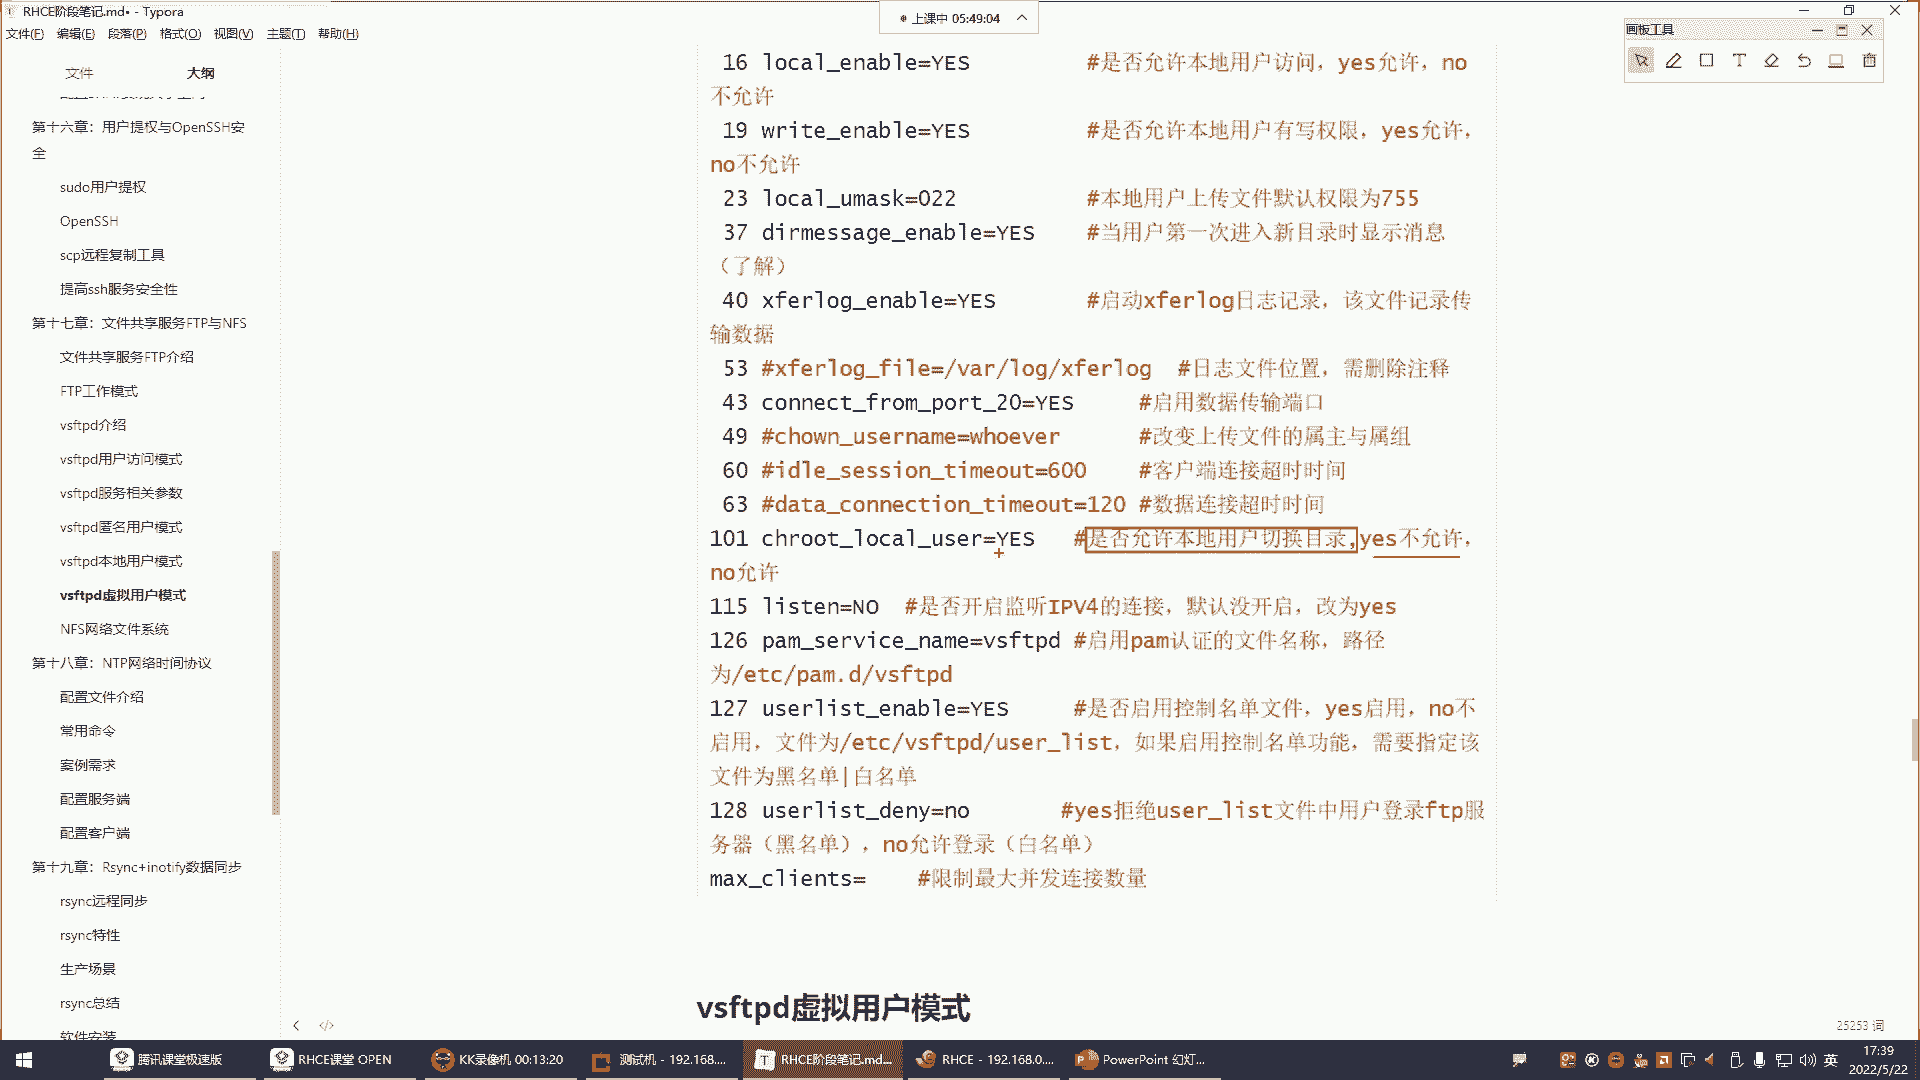 RHCE阶段笔记.md• - Typora
上课中 05:49:04
文件(F) 编辑(E) 段落(P) 格式(O) 视图(V) 主题(T) 帮助(H)
画板工具
文件 大纲
第十六章：用户提权与OpenSSH安
全
sudo用户提权
OpenSSH
scp远程复制工具
提高ssh服务安全性
第十七章：文件共享服务FTP与NFS
文件共享服务FTP介绍
FTP工作模式
vsftpd介绍
vsftpd用户访问模式
vsftpd服务相关参数
vsftpd匿名用户模式
vsftpd本地用户模式
vsftpd虚拟用户模式
NFS网络文件系统
第十八章：NTP网络时间协议
配置文件介绍
常用命令
案例需求
配置服务端
配置客户端
第十九章：Rsync+inotify数据同步
rsync远程同步
rsync特性
生产场景
rsync总结
软件安装
16 local_enable=YES #是否允许本地用户访问，yes允许，no
不允许
19 write_enable=YES #是否允许本地用户有写权限，yes允许，
no不允许
23 local_umask=022 #本地用户上传文件默认权限为755
37 dirmessage_enable=YES #当用户第一次进入新目录时显示消息
（了解）
40 xferlog_enable=YES #启动xferlog日志记录，该文件记录传
输数据
53 #xferlog_file=/var/log/xferlog #日志文件位置，需删除注释
43 connect_from_port_20=YES #启用数据传输端口
49 #chown_username=whoever #改变上传文件的属主与属组
60 #idle_session_timeout=600 #客户端连接超时时间
63 #data_connection_timeout=120 #数据连接超时时间
101 chroot_local_user=YES #是否允许本地用户切换目录,yes不允许，
no允许
115 listen=NO #是否开启监听IPV4的连接，默认没开启，改为yes
126 pam_service_name=vsftpd #启用pam认证的文件名称，路径
为/etc/pam.d/vsftpd
127 userlist_enable=YES #是否启用控制名单文件，yes启用，no不
启用，文件为/etc/vsftpd/user_list，如果启用控制名单功能，需要指定该
文件为黑名单|白名单
128 userlist_deny=no #yes拒绝user_list文件中用户登录ftp服
务器（黑名单），no允许登录（白名单）
max_clients= #限制最大并发连接数量
vsftpd虚拟用户模式
25253 词
腾讯课堂极速版 RHCE课堂 OPEN KK录像机 00:13:20 测试机 - 192.168.... RHCE阶段笔记.md... RHCE - 192.168.0.... PowerPoint 幻灯...
英
17:39
2022/5/22